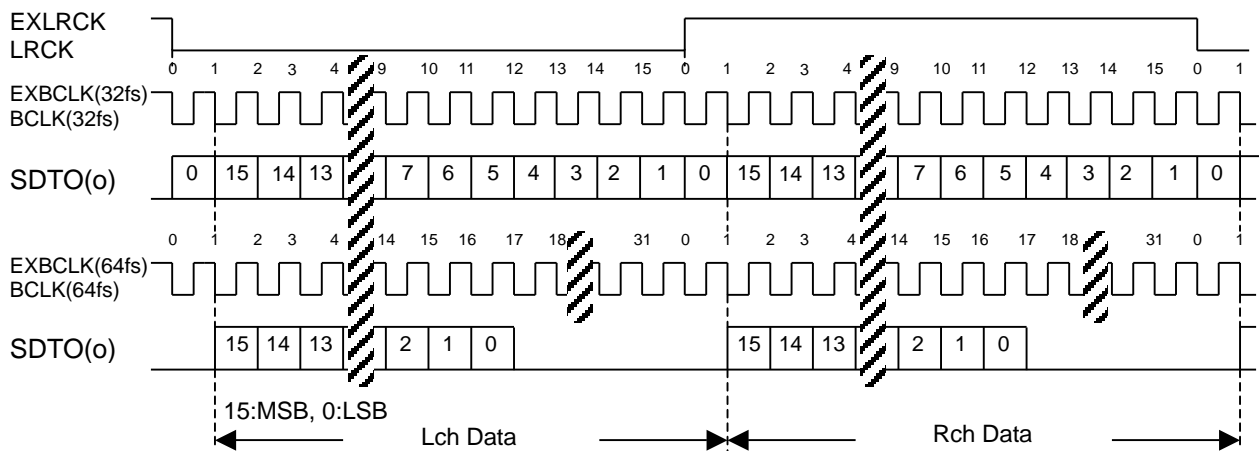 EXLRCK
LRCK
0 1 2 3 4 9 10 11 12 13 14 15 0 1 2 3 4 9 10 11 12 13 14 15 0 1
EXBCLK(32fs)
BCLK(32fs)
SDTO(o) 0 15 14 13 7 6 5 4 3 2 1 0 15 14 13 7 6 5 4 3 2 1 0
0 1 2 3 4 14 15 16 17 18 31 0 1 2 3 4 14 15 16 17 18 31 0 1
EXBCLK(64fs)
BCLK(64fs)
SDTO(o) 15 14 13 2 1 0 15 14 13 2 1 0
15:MSB, 0:LSB
Lch Data Rch Data